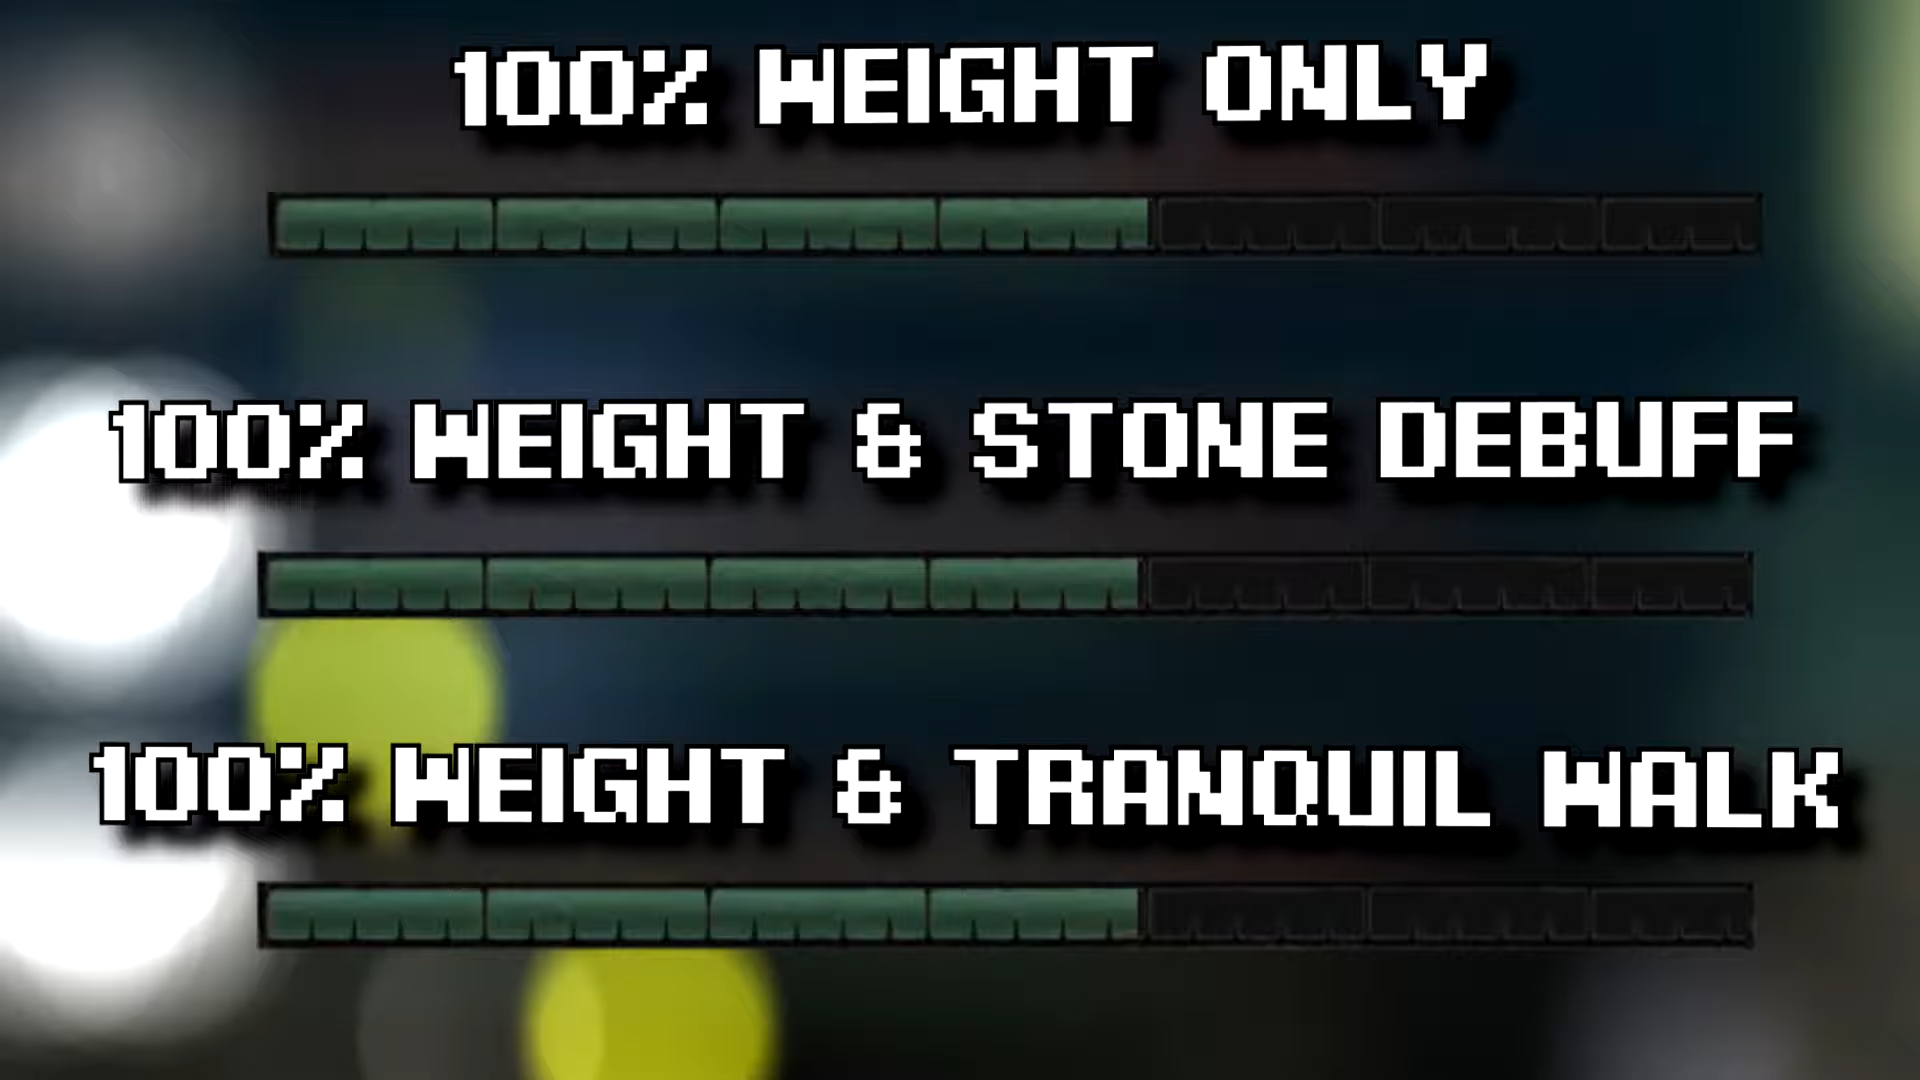 100% WEIGHT ONLY
100% WEIGHT & STONE DEBUFF
100% WEIGHT & TRANQUIL WALK